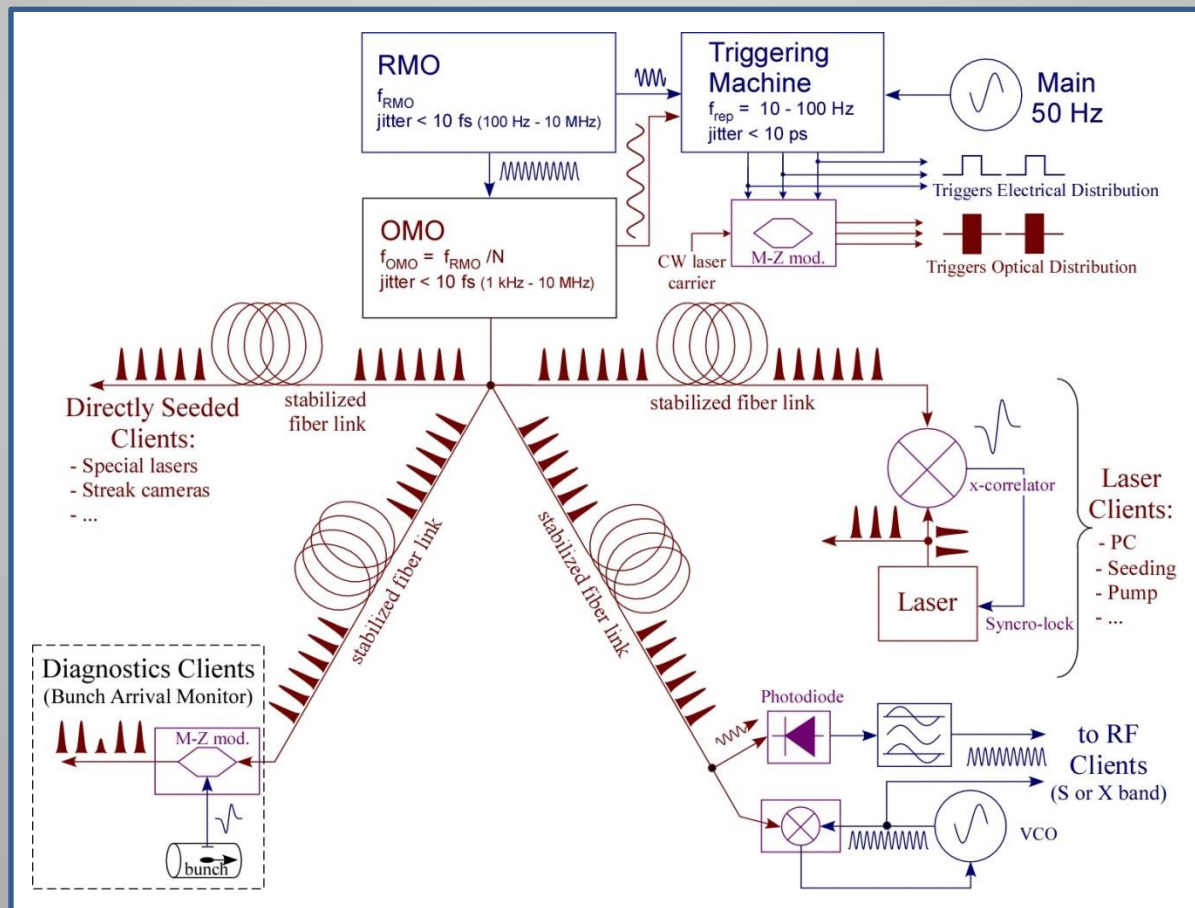 RMO
f_RMO
jitter < 10 fs (100 Hz - 10 MHz)
Triggering
Machine
f_rep = 10 - 100 Hz
jitter < 10 ps
Main
50 Hz
Triggers Electrical Distribution
OMO
f_OMO = f_RMO /N
jitter < 10 fs (1 kHz - 10 MHz)
CW laser
carrier
M-Z mod.
Triggers Optical Distribution
stabilized
fiber link
stabilized fiber link
Directly Seeded
Clients:
- Special lasers
- Streak cameras
- ...
stabilized fiber link
stabilized fiber link
x-correlator
Laser
Syncro-lock
Laser
Clients:
- PC
- Seeding
- Pump
- ...
Diagnostics Clients
(Bunch Arrival Monitor)
M-Z mod.
bunch
Photodiode
to RF
Clients
(S or X band)
VCO